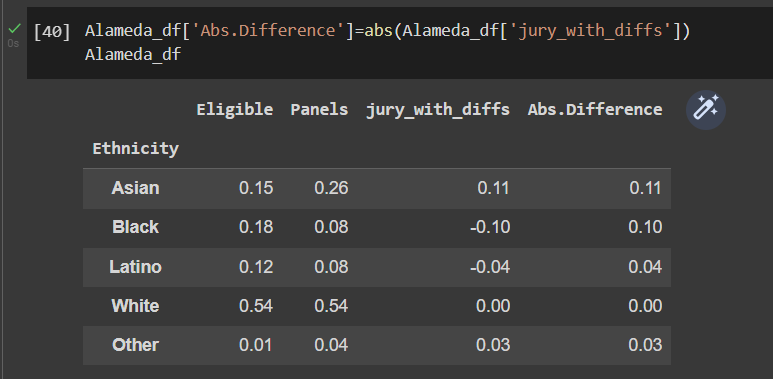 [40] Alameda_df['Abs.Difference']=abs(Alameda_df['jury_with_diffs'])
0s
Alameda_df
Eligible Panels jury_with_diffs Abs.Difference
Ethnicity
Asian 0.15 0.26 0.11 0.11
Black 0.18 0.08 -0.10 0.10
Latino 0.12 0.08 -0.04 0.04
White 0.54 0.54 0.00 0.00
Other 0.01 0.04 0.03 0.03